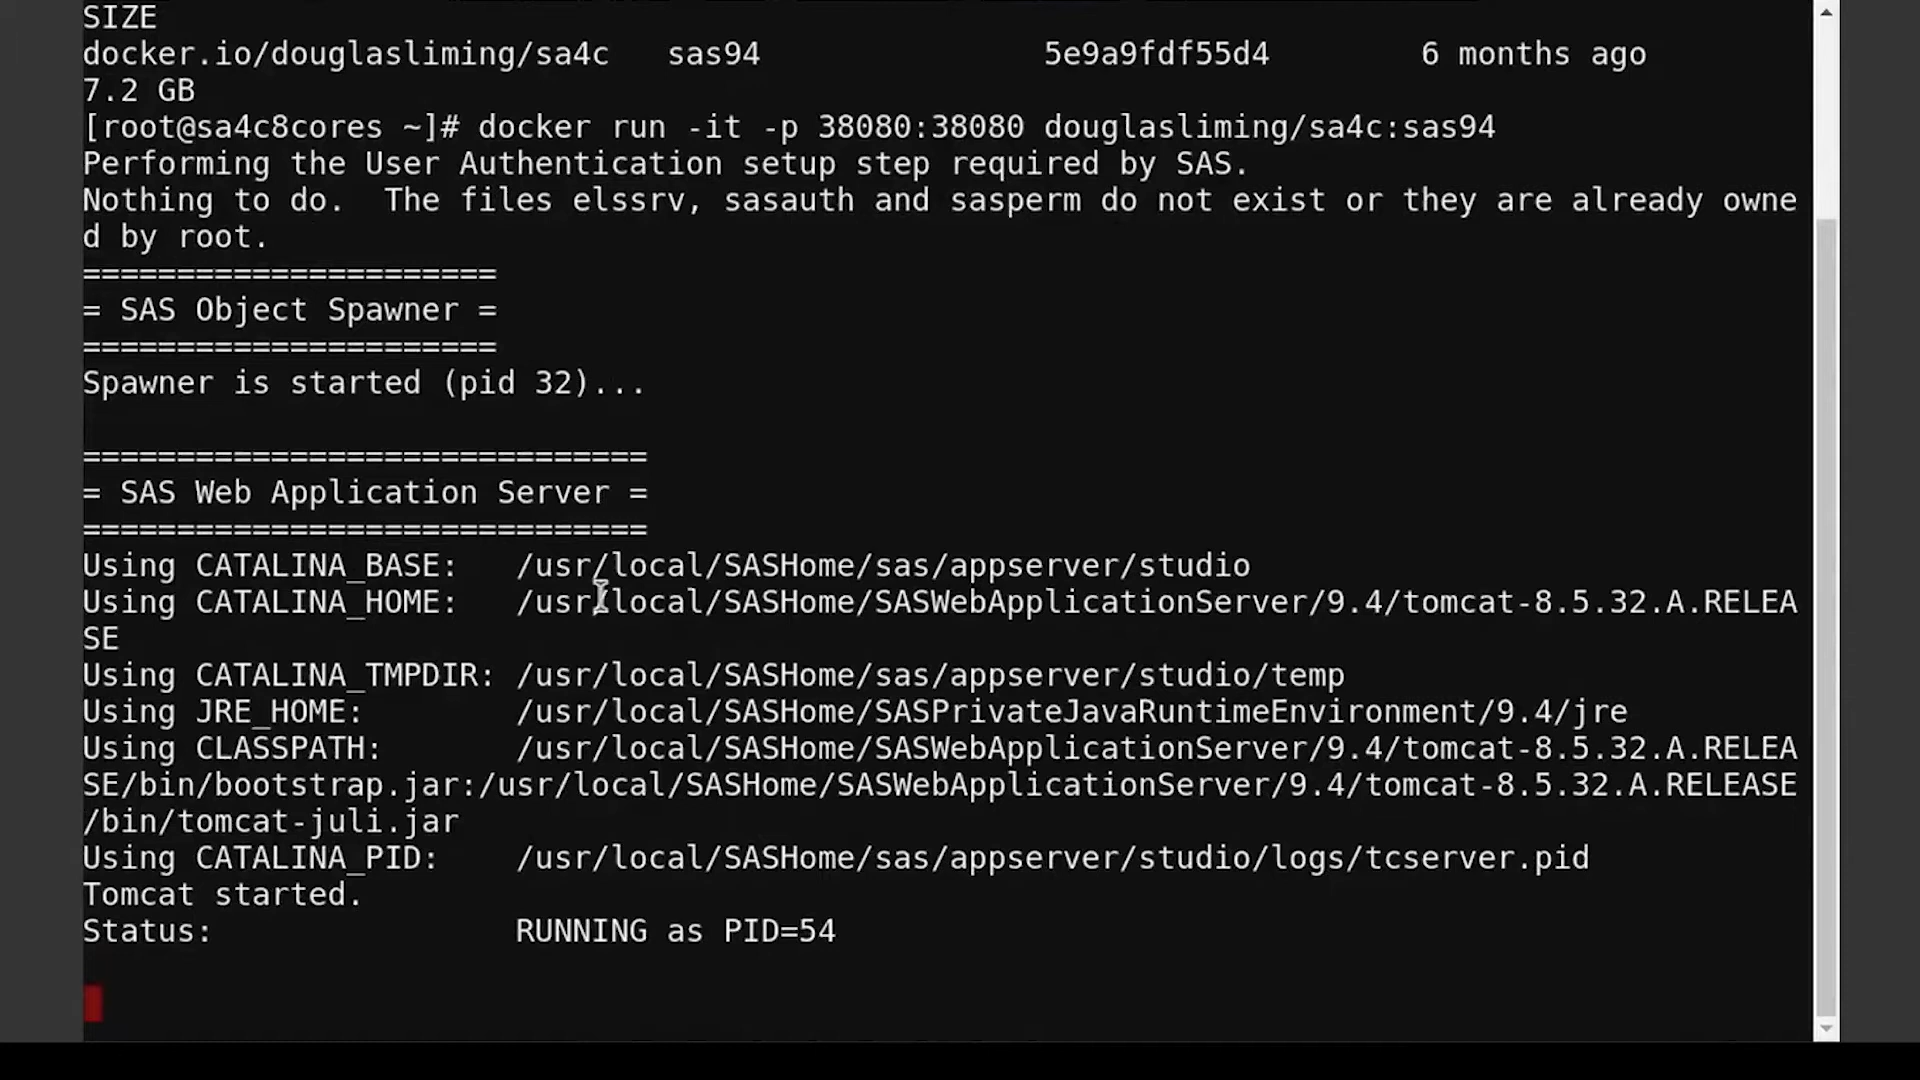 SIZE
docker.io/douglasliming/sa4c   sas94               5e9a9fdf55d4        6 months ago
7.2 GB
[root@sa4c8cores ~]# docker run -it -p 38080:38080 douglasliming/sa4c:sas94
Performing the User Authentication setup step required by SAS.
Nothing to do.  The files elssrv, sasauth and sasperm do not exist or they are already owne
d by root.
======================
= SAS Object Spawner =
======================
Spawner is started (pid 32)...
==============================
= SAS Web Application Server =
==============================
Using CATALINA_BASE:   /usr/local/SASHome/sas/appserver/studio
Using CATALINA_HOME:   /usr/local/SASHome/SASWebApplicationServer/9.4/tomcat-8.5.32.A.RELEA
SE
Using CATALINA_TMPDIR: /usr/local/SASHome/sas/appserver/studio/temp
Using JRE_HOME:        /usr/local/SASHome/SASPrivateJavaRuntimeEnvironment/9.4/jre
Using CLASSPATH:       /usr/local/SASHome/SASWebApplicationServer/9.4/tomcat-8.5.32.A.RELEA
SE/bin/bootstrap.jar:/usr/local/SASHome/SASWebApplicationServer/9.4/tomcat-8.5.32.A.RELEASE
/bin/tomcat-juli.jar
Using CATALINA_PID:    /usr/local/SASHome/sas/appserver/studio/logs/tcserver.pid
Tomcat started.
Status:                RUNNING as PID=54